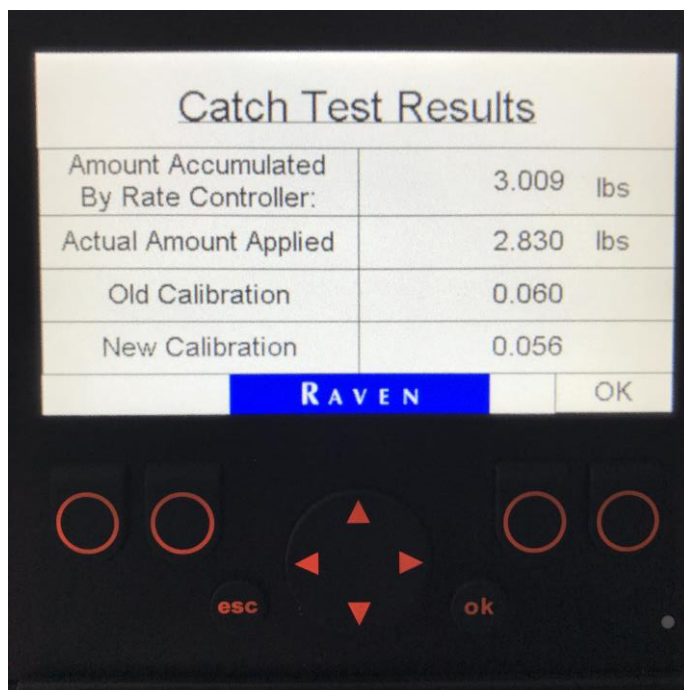 Catch Test Results
Amount Accumulated
By Rate Controller:
3.009 lbs
Actual Amount Applied 2.830 lbs
Old Calibration 0.060
New Calibration 0.056
RAVEN OK
esc ok